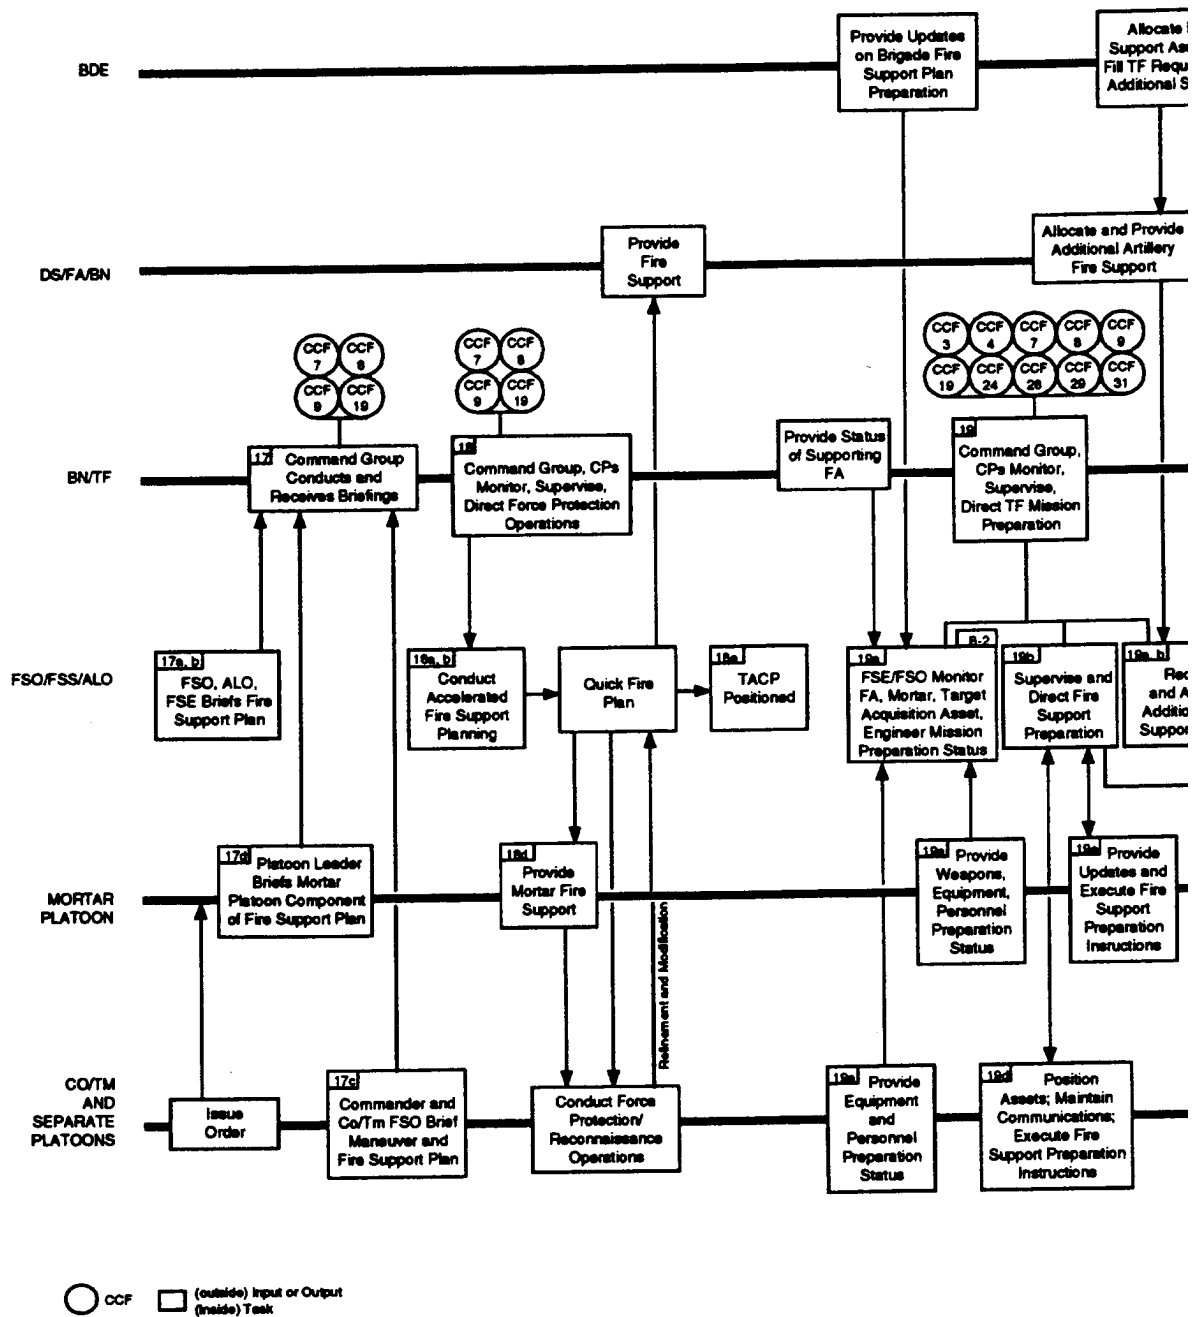 BDE
Provide Updates
on Brigade Fire
Support Plan
Preparation
Allocate
Support
Fill TF
Additional
DS/FA/BN
Provide
Fire
Support
Allocate and Provide
Additional Artillery
Fire Support
CCF
7
CCF
8
CCF
9
CCF
19
CCF
7
CCF
8
CCF
9
CCF
19
CCF
3
CCF
4
CCF
7
CCF
8
CCF
9
CCF
19
CCF
24
CCF
28
CCF
29
CCF
31
BN/TF
17
Command Group
Conducts and
Receives Briefings
18
Command Group, CPs
Monitor, Supervise,
Direct Force Protection
Operations
Provide Status
of Supporting
FA
19
Command Group,
CPs Monitor,
Supervise,
Direct TF Mission
Preparation
FSO/FSS/ALO
17a, b
FSO, ALO,
FSE Briefs Fire
Support Plan
18a, b
Conduct
Accelerated
Fire Support
Planning
Quick Fire
Plan
18e
TACP
Positioned
B-2
19a
FSE/FSO Monitor
FA, Mortar, Target
Acquisition Asset,
Engineer Mission
Preparation Status
19b
Supervise and
Direct Fire
Support
Preparation
19a, b
and
Support
MORTAR
PLATOON
17d
Platoon Leader
Briefs Mortar
Platoon Component
of Fire Support Plan
18d
Provide
Mortar Fire
Support
Refinement and Modification
19a
Provide
Weapons,
Equipment,
Personnel
Preparation
Status
19e
Provide
Updates and
Execute Fire
Support
Preparation
Insructions
CO/TM
AND
SEPARATE
PLATOONS
Issue
Order
17c
Commander and
Co/Tm FSO Brief
Maneuver and
Fire Support Plan
Conduct Force
Protection/
Reconnaissance
Operations
19a
Provide
Equipment
and
Personnel
Preparation
Status
19d
Position
Assets; Maintain
Communications;
Execute Fire
Support Preparation
Instructions
CCF
(outside) Input or Output
(inside) Task